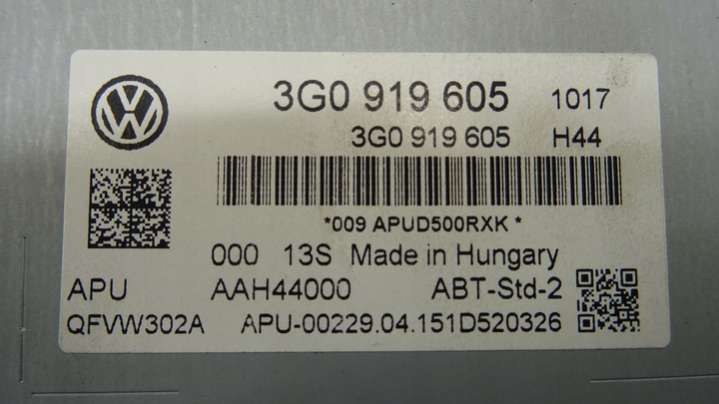 3G0 919 605 1017
3G0 919 605 H44
*009 APUD500RXK *
000 13S Made in Hungary
APU AAH44000 ABT-Std-2
QFVW302A APU-00229.04.151D520326